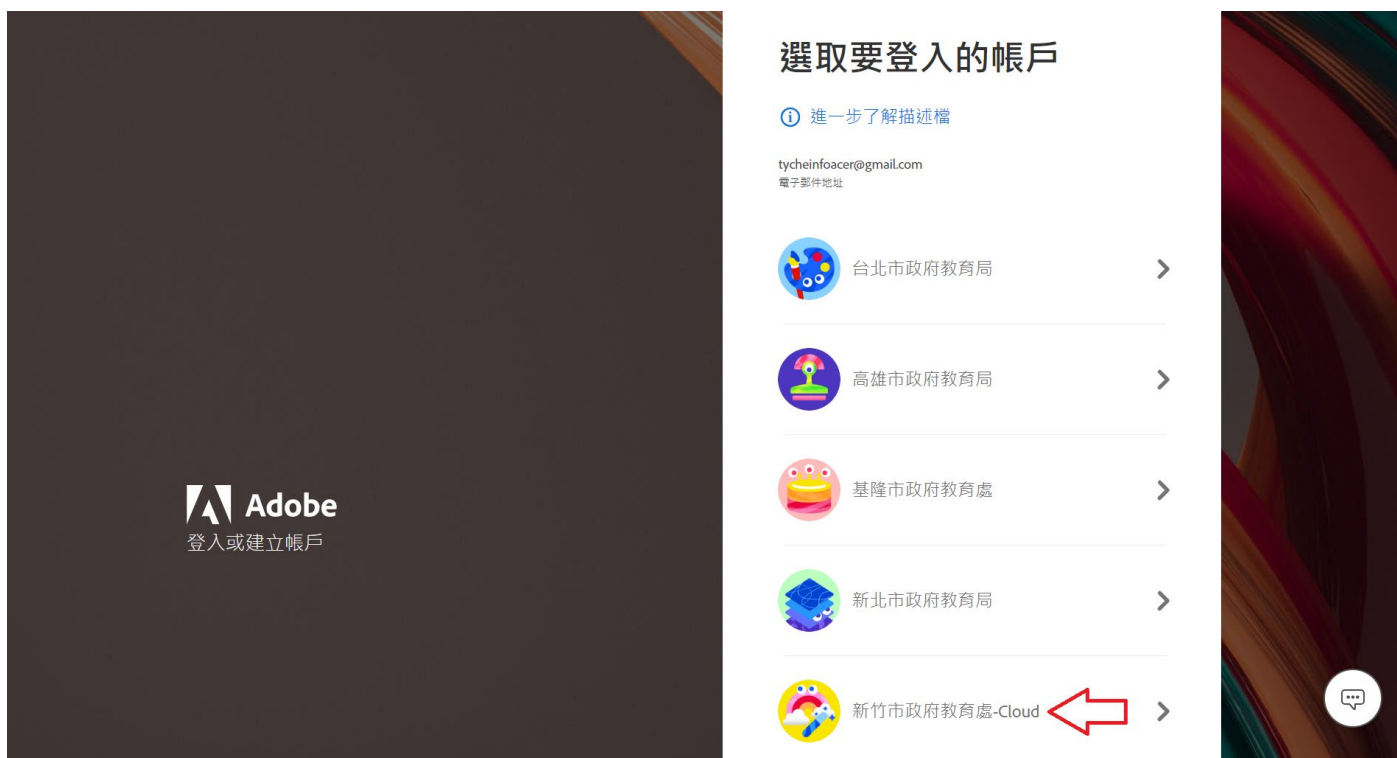 Adobe
登入或建立帳戶
選取要登入的帳戶
進一步了解描述檔
tycheinfoacer@gmail.com
電子郵件地址
台北市政府教育局
高雄市政府教育局
基隆市政府教育處
新北市政府教育局
新竹市政府教育處-Cloud